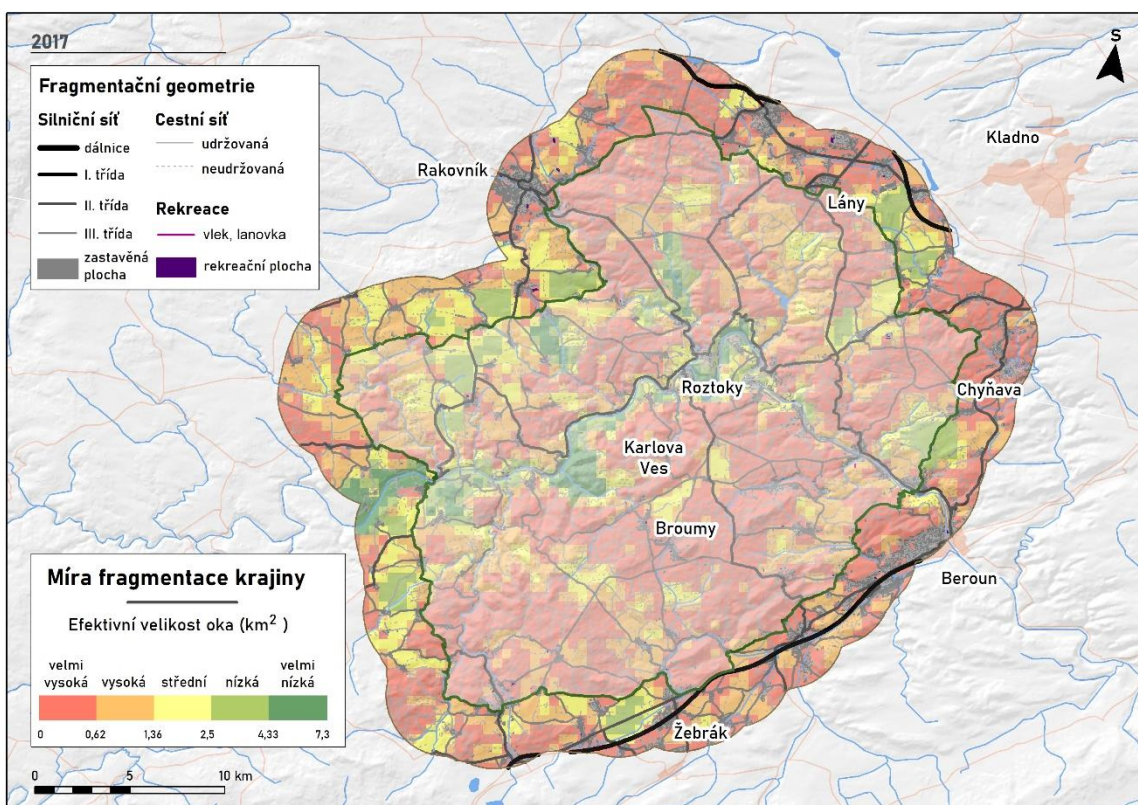 2017
Fragmentační geometrie
Silniční síť
dálnice
I. třída
II. třída
III. třída
zastavěná
plocha
Cestní síť
udržovaná
neudržovaná
Rekreace
vlek, lanovka
rekreační plocha
S
Kladno
Rakovník
Lány
Roztoky
Chyňava
Karlova
Ves
Broumy
Beroun
Žebrák
Míra fragmentace krajiny
Efektivní velikost oka (km² )
velmi
vysoká
vysoká
střední
nízká
velmi
nízká
0 0,62 1,36 2,5 4,33 7,3
0 5 10 km